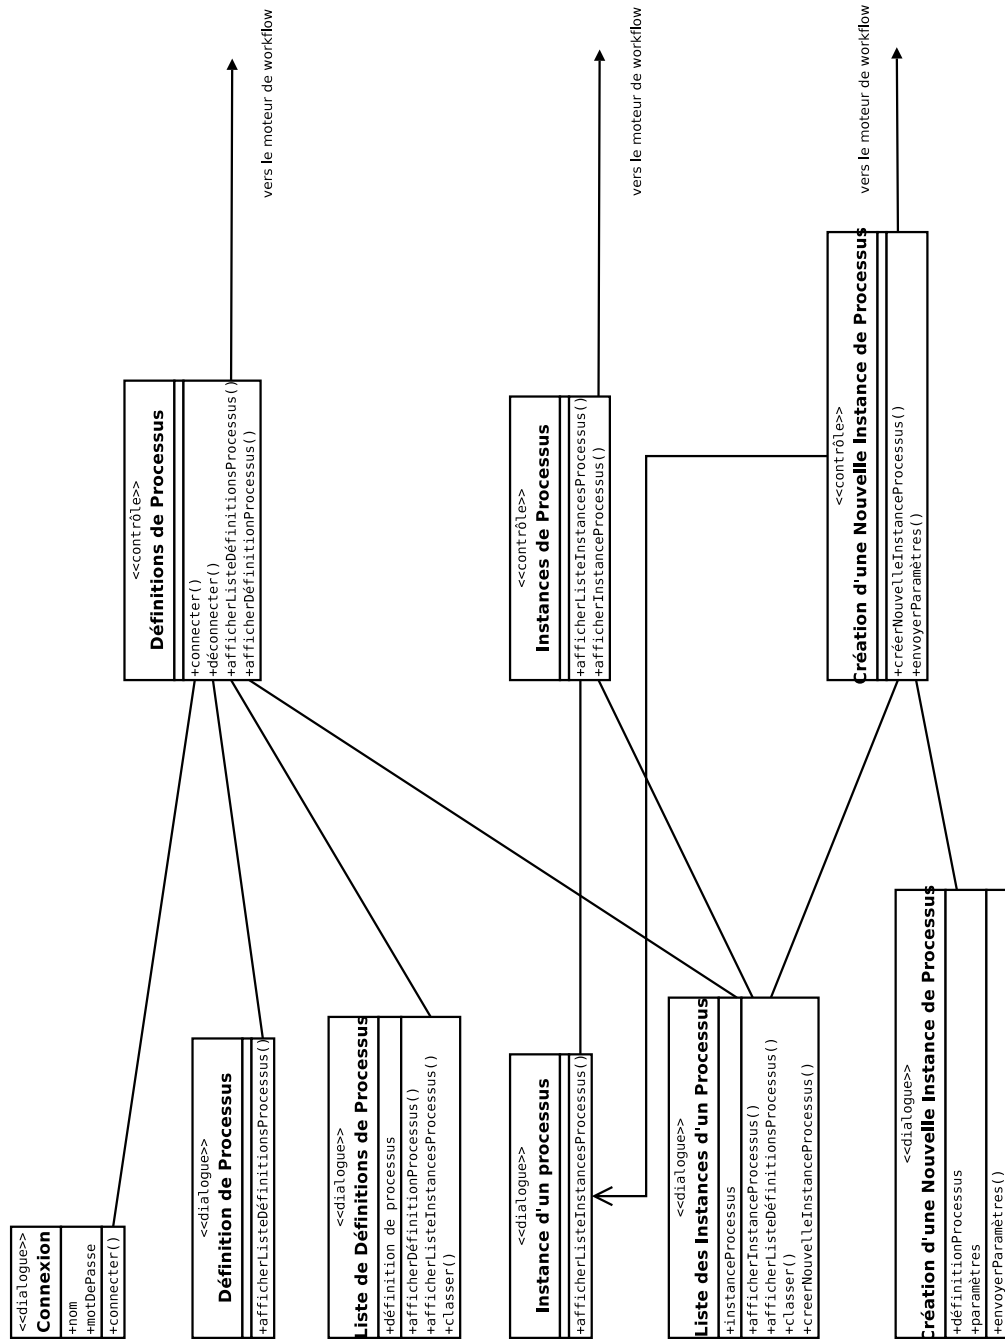 <<dialogue>>
Connexion
+nom
+motDePasse
+connecter()
<<dialogue>>
Définition de Processus
+afficherListeDéfinitionsProcessus()
<<dialogue>>
Liste de Définitions de Processus
+définition de processus
+afficherDéfinitionProcessus()
+afficherListeInstancesProcessus()
+classer()
<<dialogue>>
Instance d'un processus
+afficherListeInstancesProcessus()
<<dialogue>>
Liste des Instances d'un Processus
+instanceProcessus
+afficherInstanceProcessus()
+afficherListeDéfinitionsProcessus()
+classer()
+creerNouvelleInstanceProcessus()
<<dialogue>>
Création d'une Nouvelle Instance de Processus
+définitionProcessus
+paramètres
+envoyerParamètres()
<<contrôle>>
Définitions de Processus
+connecter()
+déconnecter()
+afficherListeDéfinitionsProcessus()
+afficherDéfinitionProcessus()
<<contrôle>>
Instances de Processus
+afficherListeInstancesProcessus()
+afficherInstanceProcessus()
<<contrôle>>
Création d'une Nouvelle Instance de Processus
+créerNouvelleInstanceProcessus()
+envoyerParamètres()
vers le moteur de workflow
vers le moteur de workflow
vers le moteur de workflow